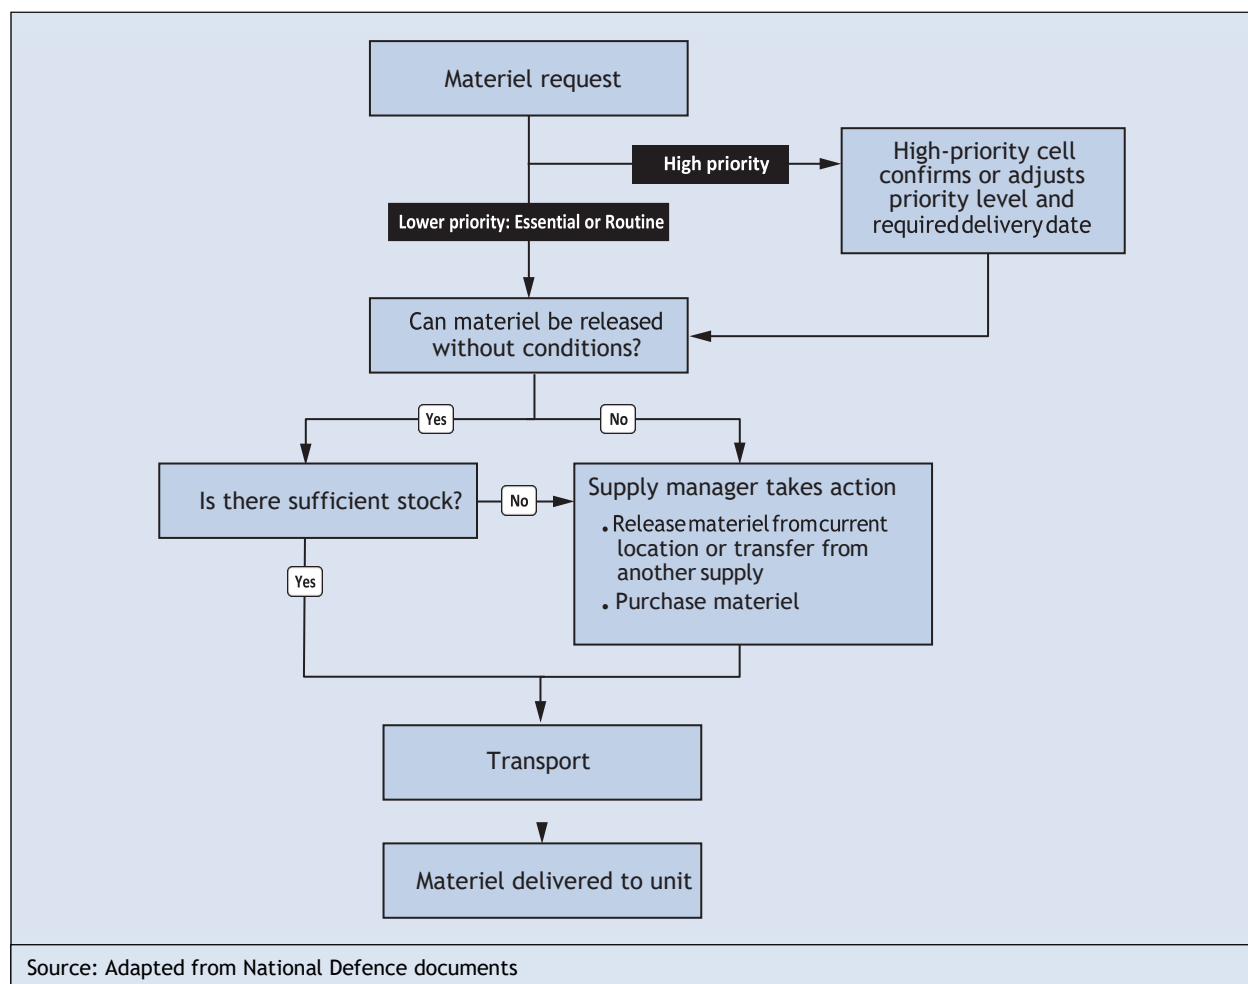 Materiel request
High priority
High-priority cell
confirms or adjusts
priority level and
required delivery date
Lower priority: Essential or Routine
Can materiel be released
without conditions?
Yes
No
Is there sufficient stock?
No
Supply manager takes action
• Release materiel from current
location or transfer from
another supply
• Purchase materiel
Yes
Transport
Materiel delivered to unit
Source: Adapted from National Defence documents